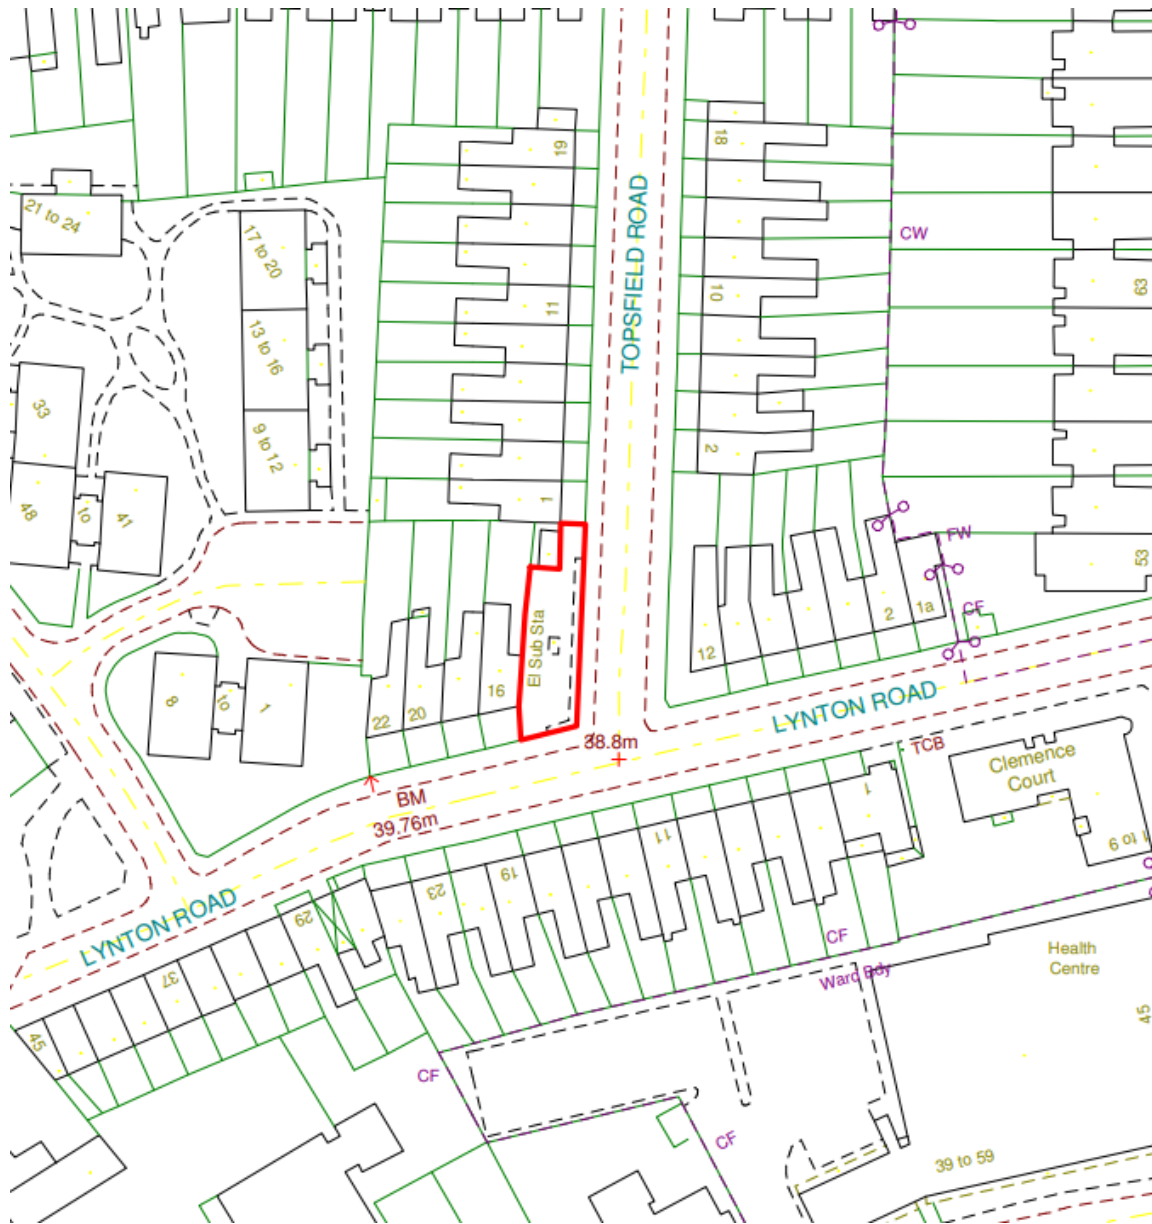 19
18
21 to 24
17 to 20
CW
TOPSFIELD ROAD
63
10
11
13 to 16
33
9 to 12
2
1
48
to
41
FW
53
El Sub Sta
CF
1a
2
12
8
to
1
22
20
16
LYNTON ROAD
38.8m
TCB
Clemence
Court
BM
39.76m
1
11
1 to 9
19
23
29
LYNTON ROAD
CF
Ward Bdy
Health
Centre
37
45
45
CF
CF
39 to 59